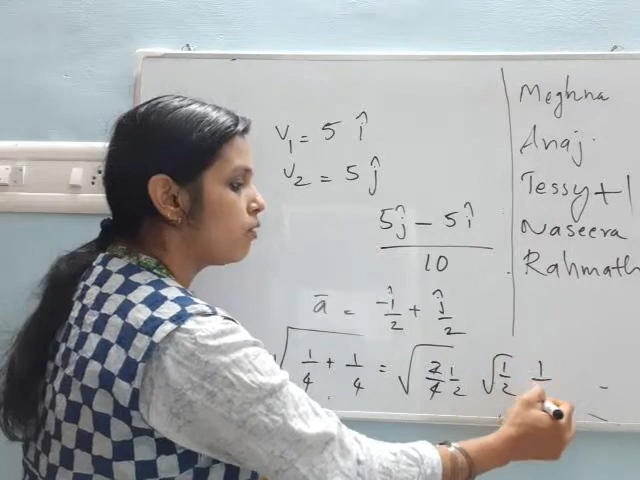 V₁ = 5 î
V₂ = 5 ĵ
5ĵ – 5î
10
ā = -î/2 + ĵ/2
√ 1/4 + 1/4 = √ 2/4 1/2 √1/2 1
Meghna
Anaj.
Tessy + 1
Naseera
Rahmath